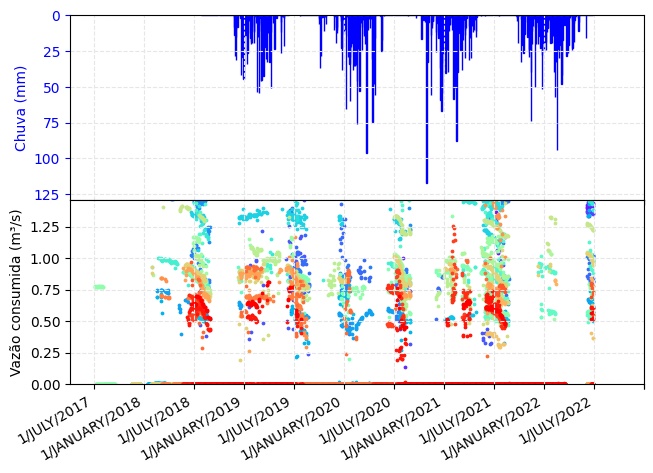 Chuva (mm)
0
25
50
75
100
125
Vazão consumida (m³/s)
1.25
1.00
0.75
0.50
0.25
0.00
1/JULY/2017
1/JANUARY/2018
1/JULY/2018
1/JANUARY/2019
1/JULY/2019
1/JANUARY/2020
1/JULY/2020
1/JANUARY/2021
1/JULY/2021
1/JANUARY/2022
1/JULY/2022